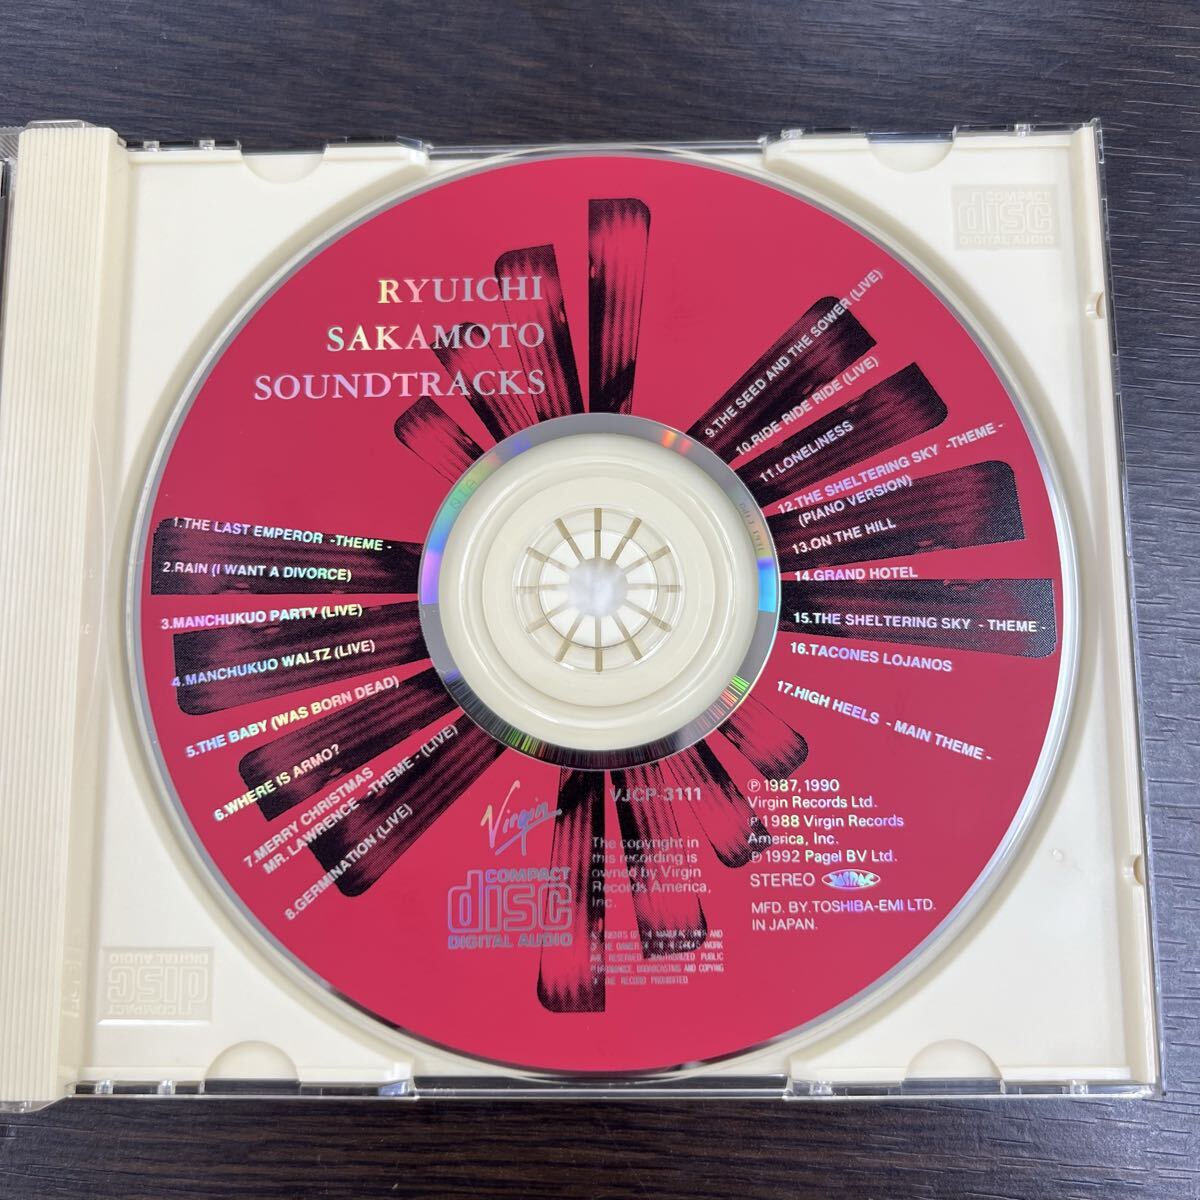 RYUICHI
SAKAMOTO
SOUNDTRACKS
1.THE LAST EMPEROR -THEME-
2.RAIN (I WANT A DIVORCE)
3.MANCHUKUO PARTY (LIVE)
4.MANCHUKUO WALTZ (LIVE)
5.THE BABY (WAS BORN DEAD)
6.WHERE IS ARMO?
7.MERRY CHRISTMAS
MR. LAWRENCE -THEME- (LIVE)
8.GERMINATION (LIVE)
9.THE SEED AND THE SOWER (LIVE)
10.RIDE RIDE RIDE (LIVE)
11.LONELINESS
12.THE SHELTERING SKY -THEME-
(PIANO VERSION)
13.ON THE HILL
14.GRAND HOTEL
15.THE SHELTERING SKY -THEME-
16.TACONES LOJANOS
17.HIGH HEELS - MAIN THEME-
Virgin
VJCP-3111
COMPACT
disc
DIGITAL AUDIO
The copyright in
this recording is
owned by Virgin
Records America,
Inc.
℗ 1987, 1990
Virgin Records Ltd.
℗ 1988 Virgin Records
America, Inc.
℗ 1992 Pagel BV Ltd.
STEREO JASRAC
MFD. BY. TOSHIBA-EMI LTD.
IN JAPAN.
COMPACT
disc
DIGITAL AUDIO
COMPACT
disc
DIGITAL AUDIO